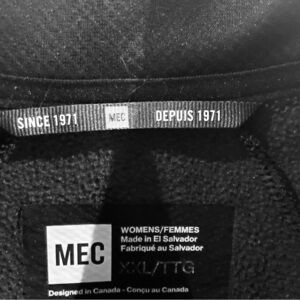 SINCE 1971 MEC DEPUIS 1971
WOMENS/FEMMES
Made in El Salvador
Fabriqué au Salvador
MEC
XXL/TTG
Designed in Canada - Conçu au Canada